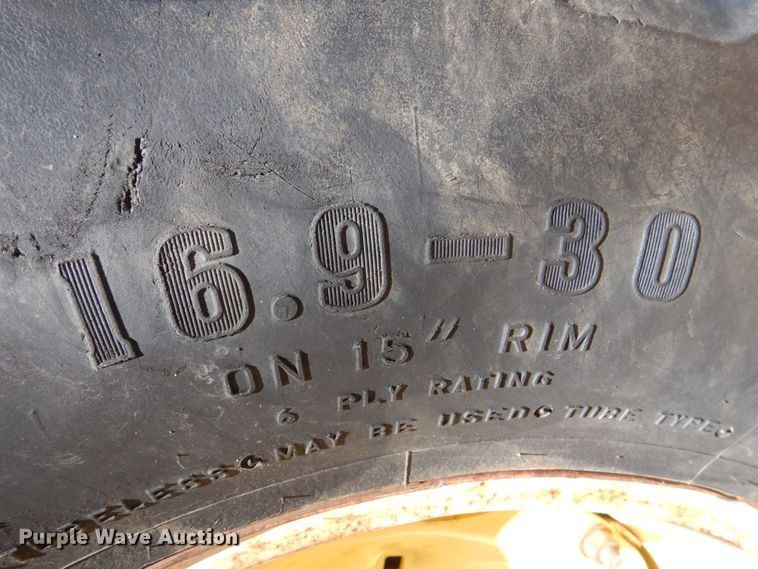 16.9-30
ON 15" RIM
6 PLY RATING
MAY BE USED TUBE TYPE
Purple Wave Auction